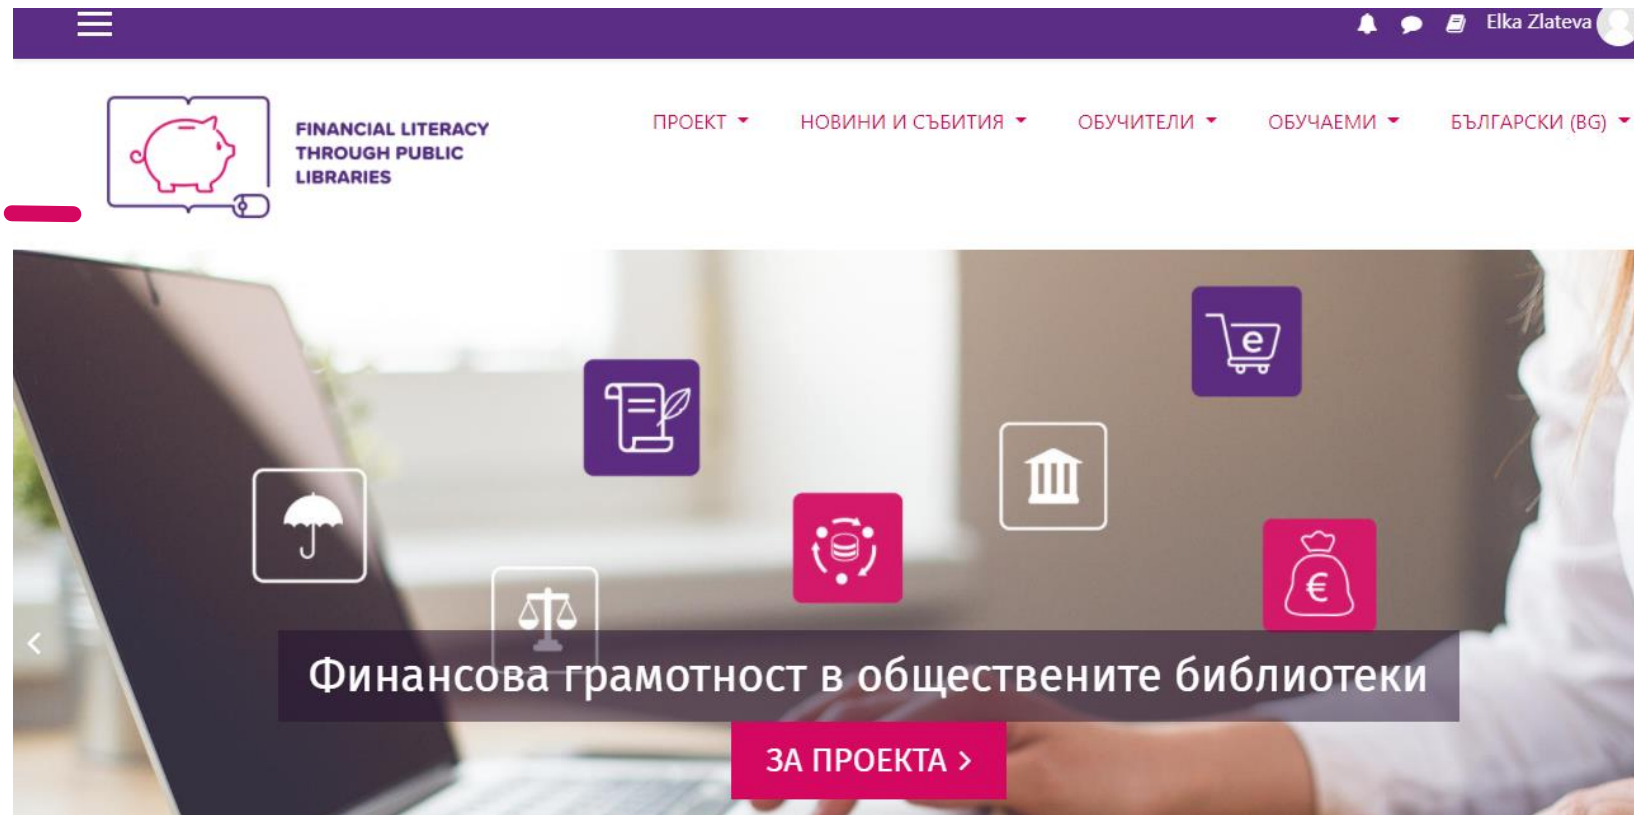 Elka Zlateva
FINANCIAL LITERACY
THROUGH PUBLIC
LIBRARIES
ПРОЕКТ
НОВИНИ И СЪБИТИЯ
ОБУЧИТЕЛИ
ОБУЧАЕМИ
БЪЛГАРСКИ (BG)
e
€
Финансова грамотност в обществените библиотеки
ЗА ПРОЕКТА >